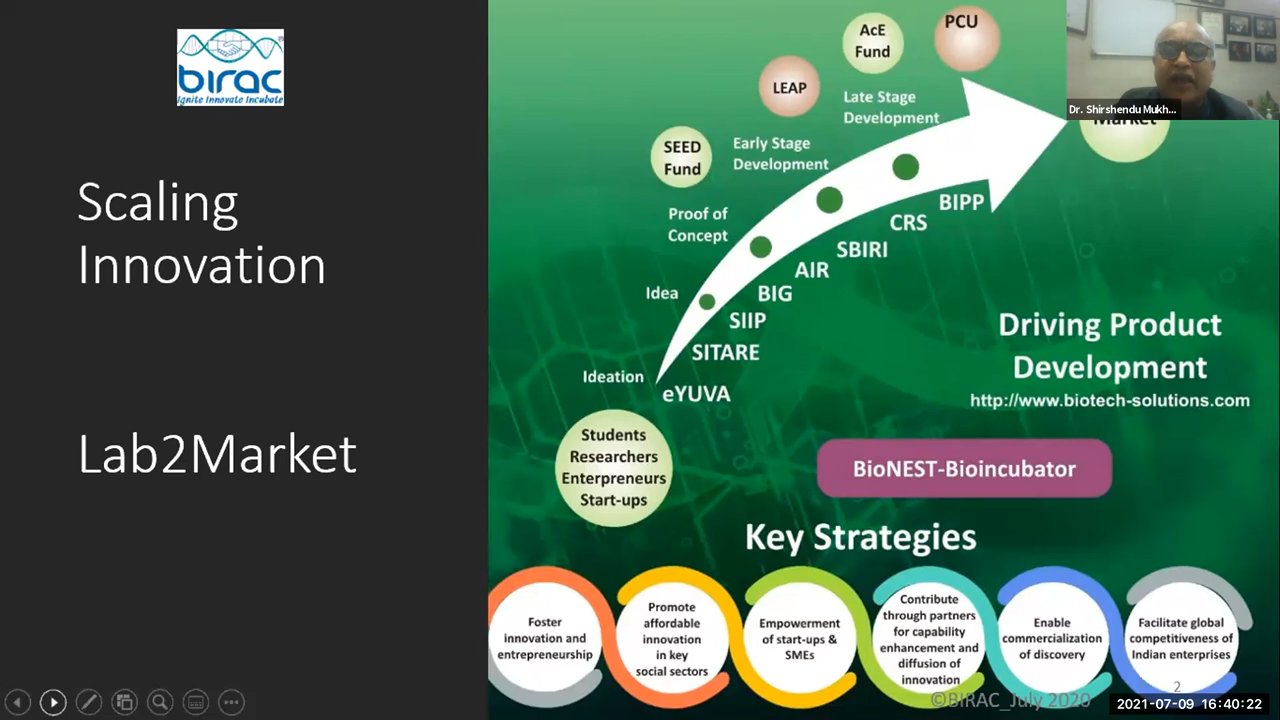 birac
Ignite Innovate Incubate
Scaling
Innovation
Lab2Market
PCU
AcE
Fund
LEAP
Late Stage
Development
SEED
Fund
Early Stage
Development
Proof of
Concept
Idea
Ideation
Market
BIPP
CRS
SBIRI
AIR
BIG
SIIP
SITARE
eYUVA
Students
Researchers
Enterpreneurs
Start-ups
Driving Product
Development
http://www.biotech-solutions.com
BioNEST-Bioincubator
Key Strategies
Foster
innovation and
entrepreneurship
Promote
affordable
innovation
in key
social sectors
Empowerment
of start-ups &
SMEs
Contribute
through partners
for capability
enhancement and
diffusion of
innovation
Enable
commercialization
of discovery
Facilitate global
competitiveness of
Indian enterprises
©BIRAC_July 2020
2
Dr. Shirshendu Mukh...
2021-07-09 16:40:22